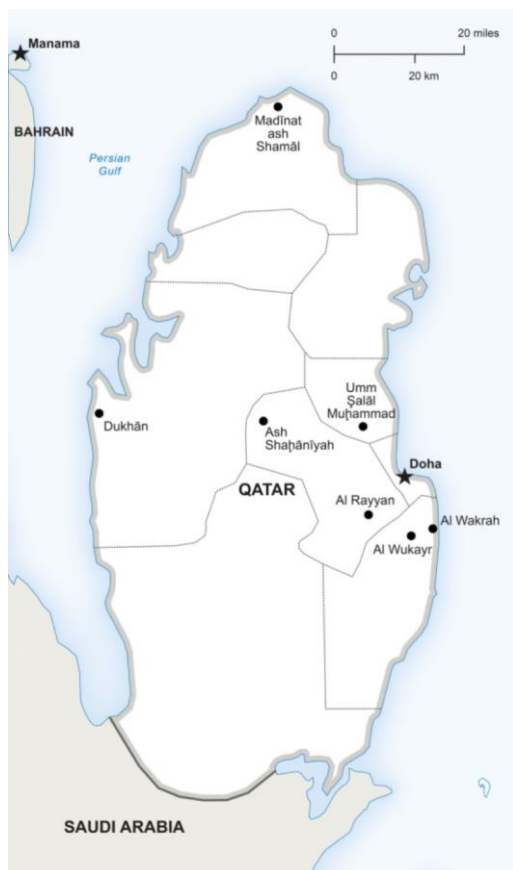 Manama
0
20 miles
0
20 km
Madīnat
ash
Shamāl
BAHRAIN
Persian
Gulf
Umm
Şalāl
Muḩammad
Dukhān
Ash
Shaḩānīyah
Doha
QATAR
Al Rayyan
Al Wakrah
Al Wukayr
SAUDI ARABIA